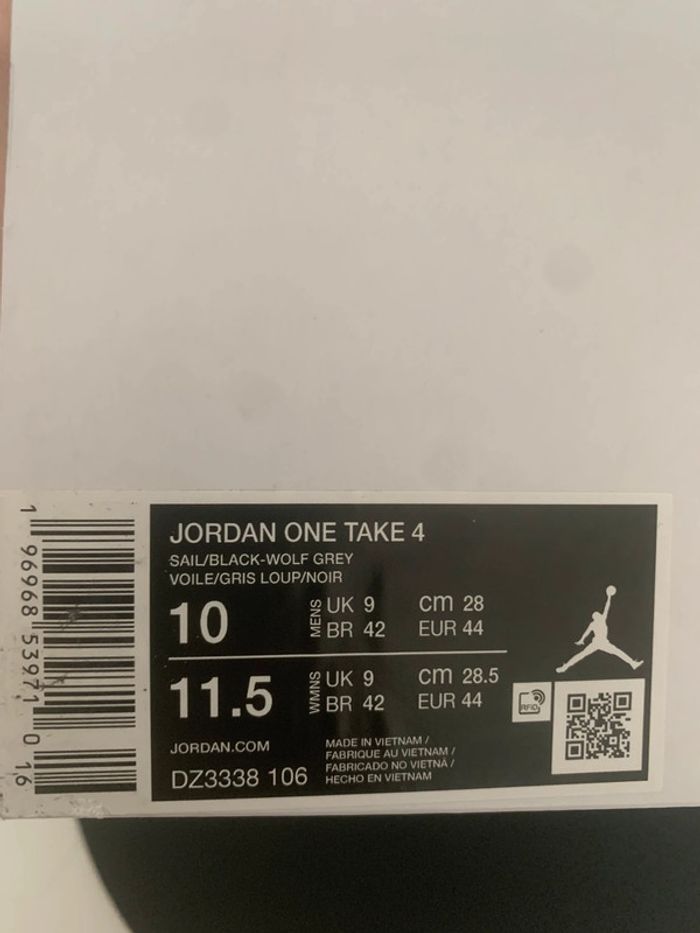 1 96968 53971 0 16
JORDAN ONE TAKE 4
SAIL/BLACK-WOLF GREY
VOILE/GRIS LOUP/NOIR
10 MENS UK 9 cm 28
BR 42 EUR 44
11.5 WMNS UK 9 cm 28.5
BR 42 EUR 44
RFID
JORDAN.COM
DZ3338 106
MADE IN VIETNAM /
FABRIQUE AU VIETNAM /
FABRICADO NO VIETNÃ /
HECHO EN VIETNAM